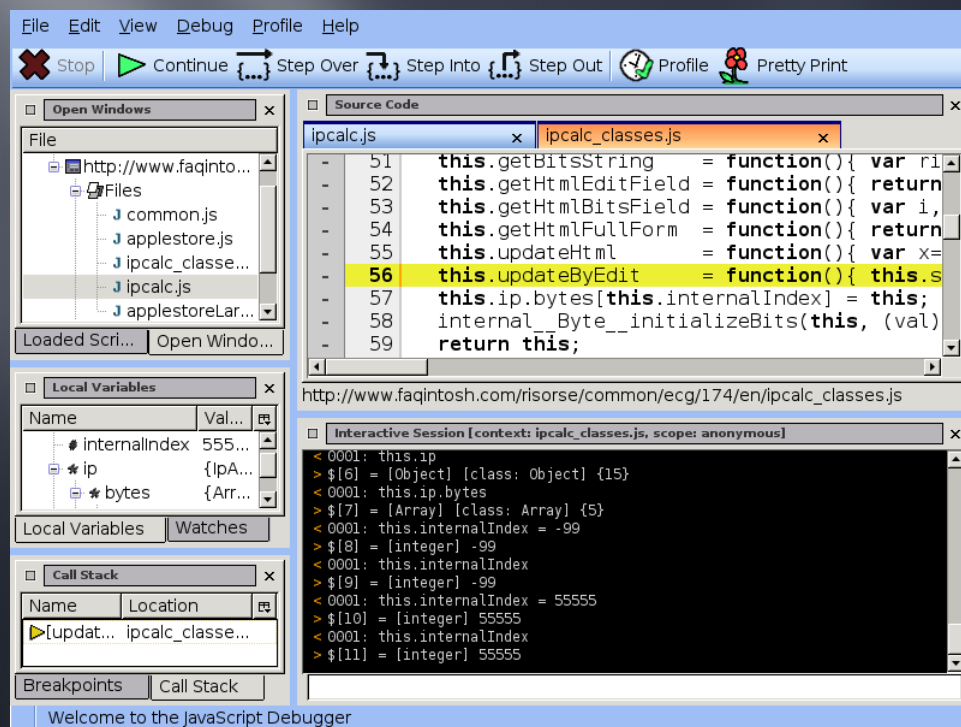 File Edit View Debug Profile Help
Stop Continue {...} Step Over {...} Step Into {...} Step Out Profile Pretty Print
Open Windows
File
http://www.faqinto...
Files
J common.js
J applestore.js
J ipcalc_classe...
J ipcalc.js
J applestoreLar...
Loaded Scri... Open Windo...
Local Variables
Name Val...
internalIndex 555...
ip {IpA...
bytes {Arr...
Local Variables Watches
Call Stack
Name Location
[updat... ipcalc_classe...
Breakpoints Call Stack
Source Code
ipcalc.js x ipcalc_classes.js x
- 51 this.getBitsString = function(){ var ri
- 52 this.getHtmlEditField = function(){ return
- 53 this.getHtmlBitsField = function(){ var i,
- 54 this.getHtmlFullForm = function(){ return
- 55 this.updateHtml = function(){ var x=
- 56 this.updateByEdit = function(){ this.s
- 57 this.ip.bytes[this.internalIndex] = this;
- 58 internal__Byte__initializeBits(this, (val)
- 59 return this;
http://www.faqintosh.com/risorse/common/ecg/174/en/ipcalc_classes.js
Interactive Session [context: ipcalc_classes.js, scope: anonymous]
< 0001: this.ip
> $[6] = [Object] [class: Object] {15}
< 0001: this.ip.bytes
> $[7] = [Array] [class: Array] {5}
< 0001: this.internalIndex = -99
> $[8] = [integer] -99
< 0001: this.internalIndex
> $[9] = [integer] -99
< 0001: this.internalIndex = 55555
> $[10] = [integer] 55555
< 0001: this.internalIndex
> $[11] = [integer] 55555
Welcome to the JavaScript Debugger